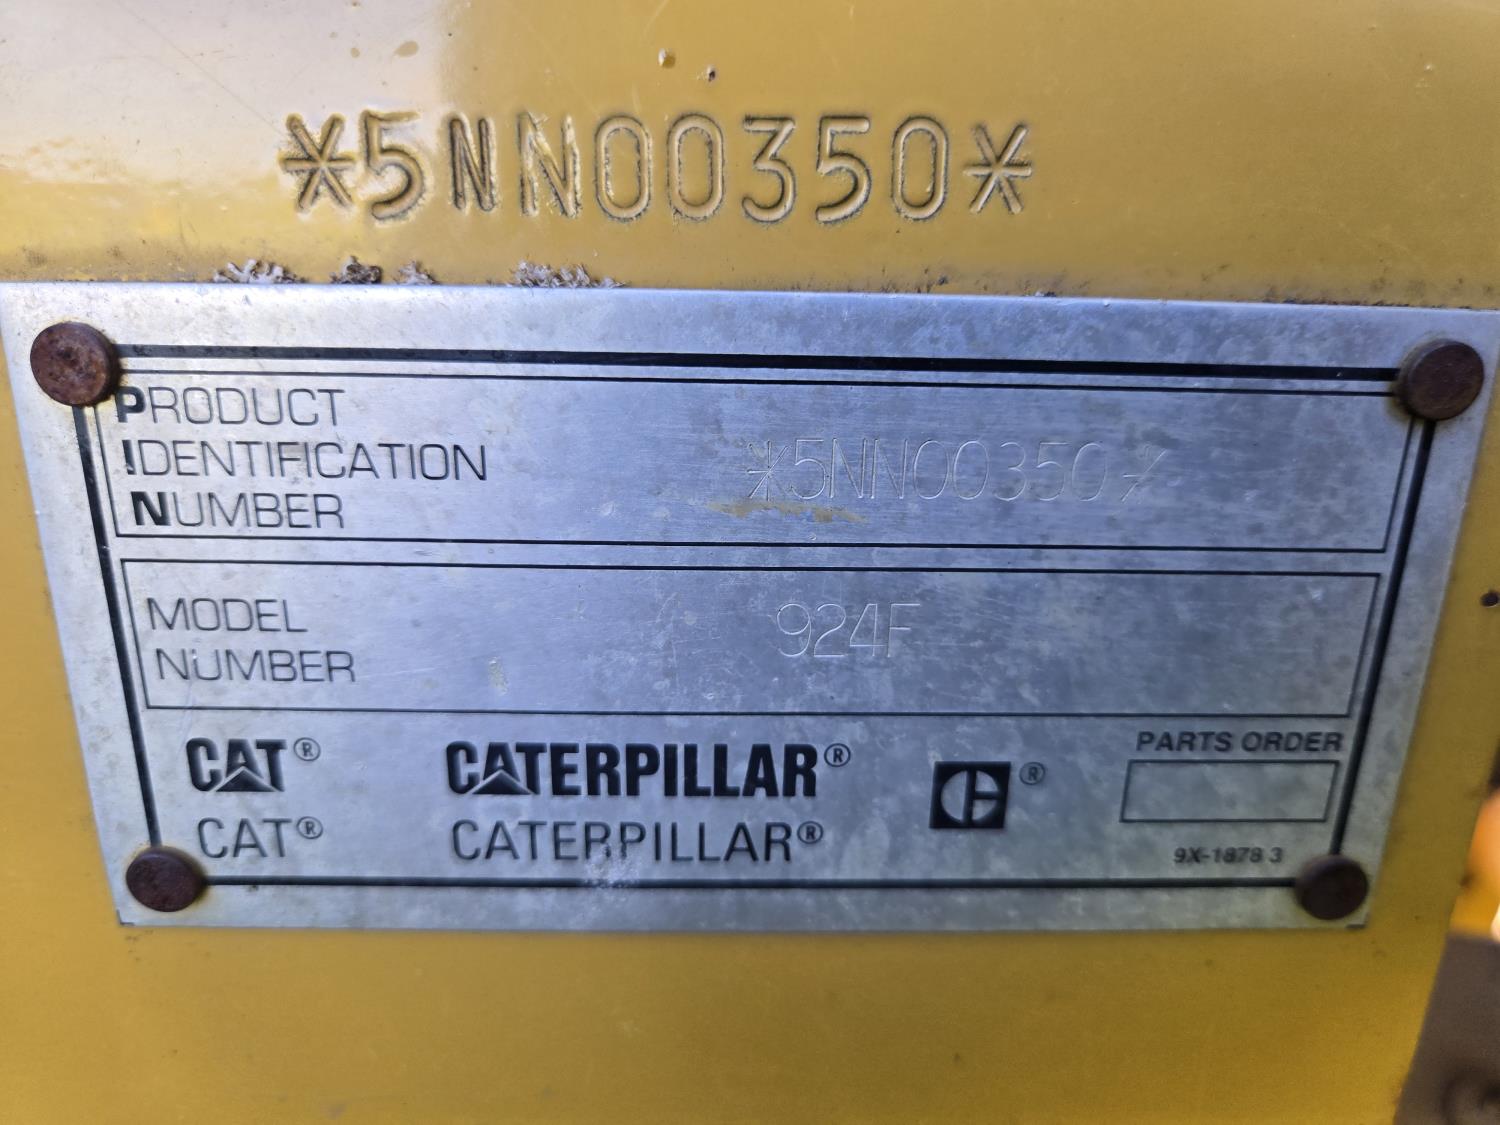 *5NN00350*
PRODUCT
IDENTIFICATION
NUMBER
*5NN00350*
MODEL
NUMBER
924F
CAT® CATERPILLAR® ®
CAT® CATERPILLAR®
PARTS ORDER
9X-1878 3